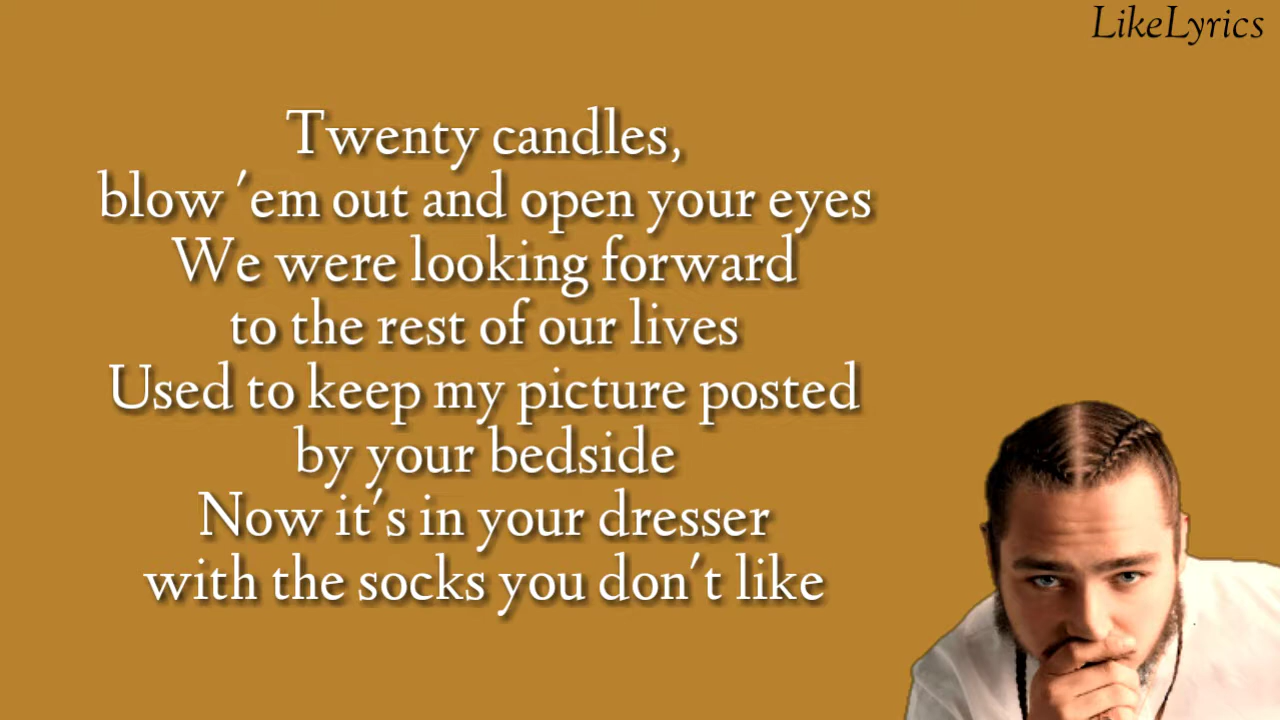 LikeLyrics
Twenty candles,
blow 'em out and open your eyes
We were looking forward
to the rest of our lives
Used to keep my picture posted
by your bedside
Now it's in your dresser
with the socks you don't like